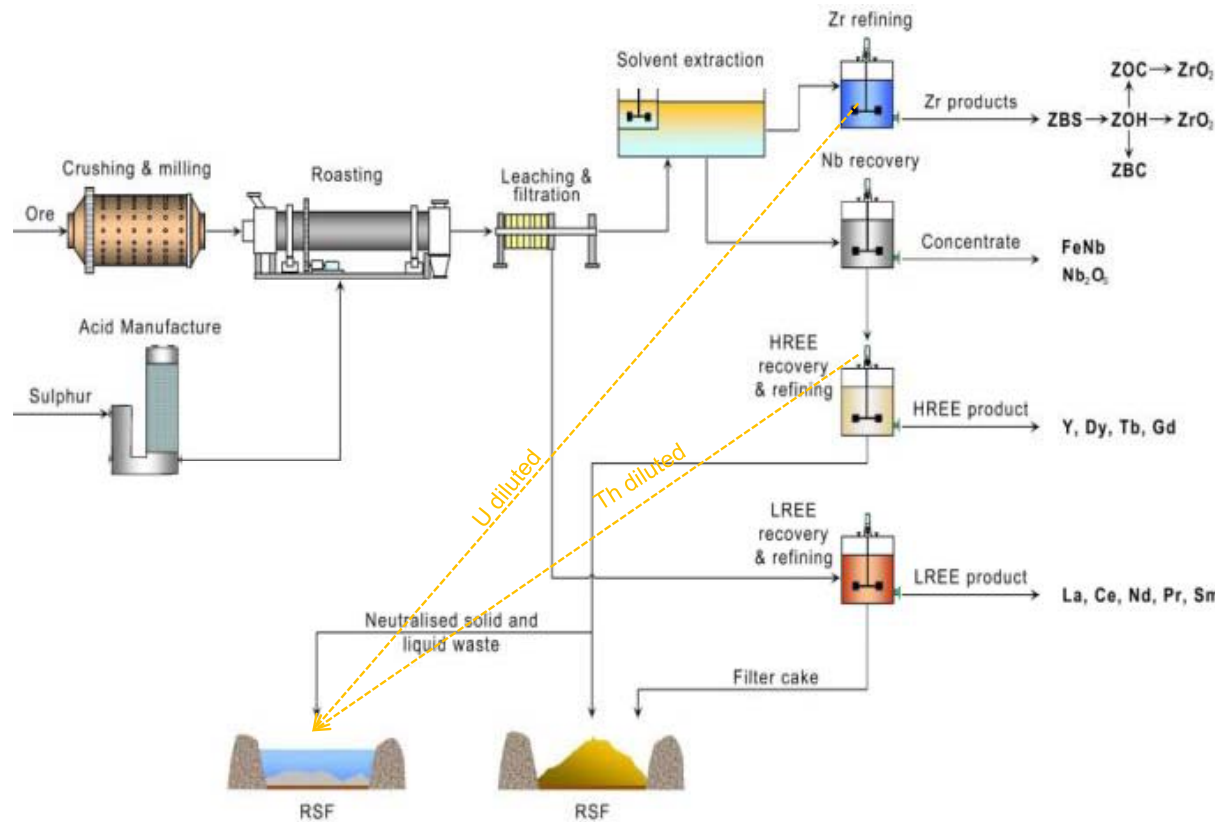 Zr refining
Solvent extraction
ZOC → ZrO₂
Zr products
ZBS → ZOH → ZrO₂
ZBC
Nb recovery
Crushing & milling
Roasting
Leaching &
filtration
Ore
Concentrate
FeNb
Nb₂O₅
Acid Manufacture
HREE
recovery
& refining
Sulphur
HREE product
Y, Dy, Tb, Gd
U diluted
Th diluted
LREE
recovery
& refining
LREE product
La, Ce, Nd, Pr, Sm
Neutralised solid and
liquid waste
Filter cake
RSF
RSF